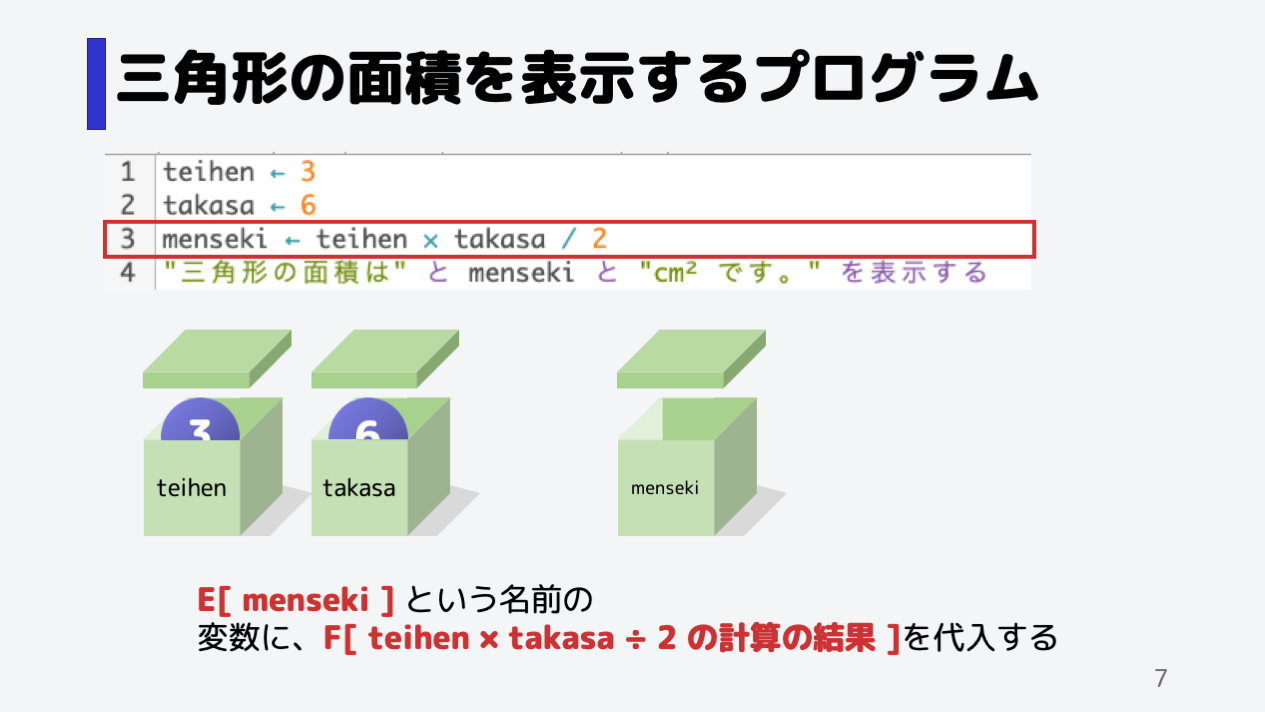 三角形の面積を表示するプログラム
1 teihen ← 3
2 takasa ← 6
3 menseki ← teihen × takasa / 2
4 "三角形の面積は" と menseki と "cm² です。" を表示する
3 6
teihen takasa menseki
E[ menseki ] という名前の
変数に、F[ teihen × takasa ÷ 2 の計算の結果 ]を代入する
7